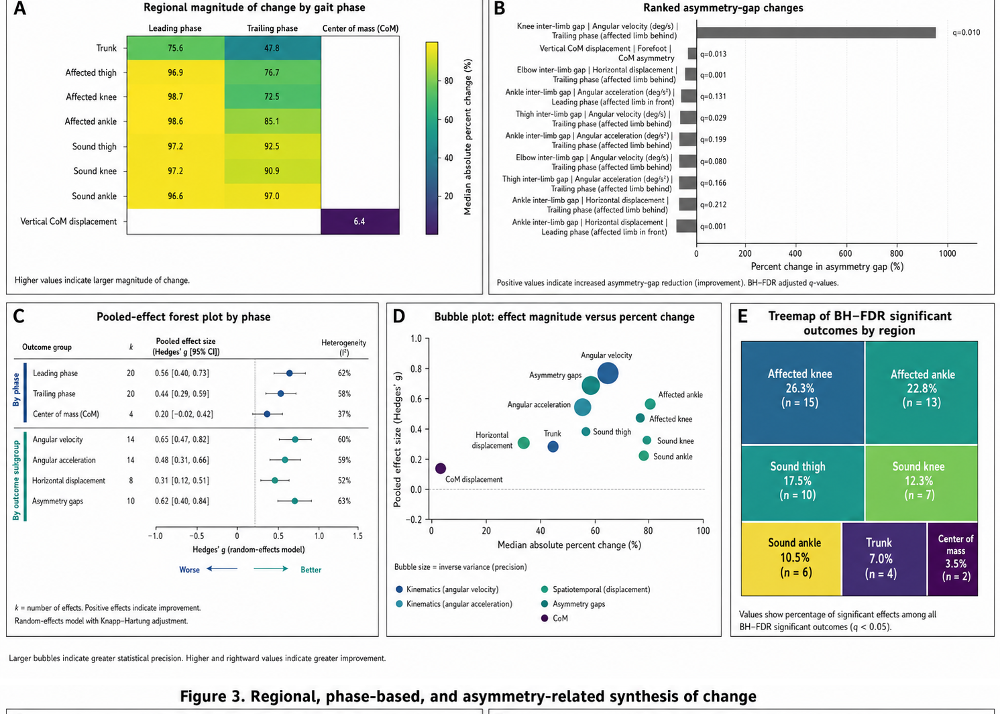 A
Regional magnitude of change by gait phase
Leading phase
Trailing phase
Center of mass (CoM)
Trunk
75.6
47.8
Affected thigh
96.9
76.7
Affected knee
98.7
72.5
Affected ankle
98.6
85.1
Sound thigh
97.2
92.5
Sound knee
97.2
90.9
Sound ankle
96.6
97.0
Vertical CoM displacement
6.4
80
60
40
20
Median absolute percent change (%)
Higher values indicate larger magnitude of change.
B
Ranked asymmetry-gap changes
Knee inter-limb gap | Angular velocity (deg/s) |
Trailing phase (affected limb behind)
q=0.010
Vertical CoM displacement | Forefoot |
CoM asymmetry
q=0.013
Elbow inter-limb gap | Horizontal displacement |
Trailing phase (affected limb behind)
q=0.001
Ankle inter-limb gap | Angular acceleration (deg/s²) |
Leading phase (affected limb in front)
q=0.131
Thigh inter-limb gap | Angular velocity (deg/s) |
Trailing phase (affected limb behind)
q=0.029
Ankle inter-limb gap | Angular acceleration (deg/s²) |
Trailing phase (affected limb behind)
q=0.199
Elbow inter-limb gap | Angular velocity (deg/s) |
Trailing phase (affected limb behind)
q=0.080
Thigh inter-limb gap | Angular acceleration (deg/s²) |
Trailing phase (affected limb behind)
q=0.166
Ankle inter-limb gap | Horizontal displacement |
Trailing phase (affected limb behind)
q=0.212
Ankle inter-limb gap | Horizontal displacement |
Leading phase (affected limb in front)
q=0.001
0
200
400
600
800
1000
Percent change in asymmetry gap (%)
Positive values indicate increased asymmetry-gap reduction (improvement). BH–FDR adjusted q-values.
C
Pooled-effect forest plot by phase
Outcome group
k
Pooled effect size
(Hedges' g [95% CI])
Heterogeneity
(I²)
By phase
Leading phase
20
0.56 [0.40, 0.73]
62%
Trailing phase
20
0.44 [0.29, 0.59]
58%
Center of mass (CoM)
4
0.20 [−0.02, 0.42]
37%
By outcome sukgroup
Angular velocity
14
0.65 [0.47, 0.82]
60%
Angular acceleration
14
0.48 [0.31, 0.66]
59%
Horizontal displacement
8
0.31 [0.12, 0.51]
52%
Asymmetry gaps
10
0.62 [0.40, 0.84]
63%
−1.0
−0.5
0
0.5
1.0
1.5
Hedges' g (random-effects model)
Worse
Better
k = number of effects. Positive effects indicate improvement.
Random-effects model with Knapp–Hartung adjustment.
D
Bubble plot: effect magnitude versus percent change
Pooled effect size (Hedges' g)
1.0
0.8
0.6
0.4
0.2
0.0
−0.2
Angular velocity
Asymmetry gaps
Affected ankle
Angular acceleration
Affected knee
Sound thigh
Horizontal
displacement
Trunk
Sound knee
Sound ankle
CoM displacement
0
20
40
60
80
100
Median absolute percent change (%)
Bubble size = inverse variance (precision)
Kinematics (angular velocity)
Kinematics (angular acceleration)
Spatiotemporal (displacement)
Asymmetry gaps
CoM
E
Treemap of BH–FDR significant
outcomes by region
Affected knee
26.3%
(n = 15)
Affected ankle
22.8%
(n = 13)
Sound thigh
17.5%
(n = 10)
Sound knee
12.3%
(n = 7)
Sound ankle
10.5%
(n = 6)
Trunk
7.0%
(n = 4)
Center of
mass
3.5%
(n = 2)
Values show percentage of significant effects among all
BH–FDR significant outcomes (q < 0.05).
Larger bubbles indicate greater statistical precision. Higher and rightward values indicate greater improvement.
Figure 3. Regional, phase-based, and asymmetry-related synthesis of change